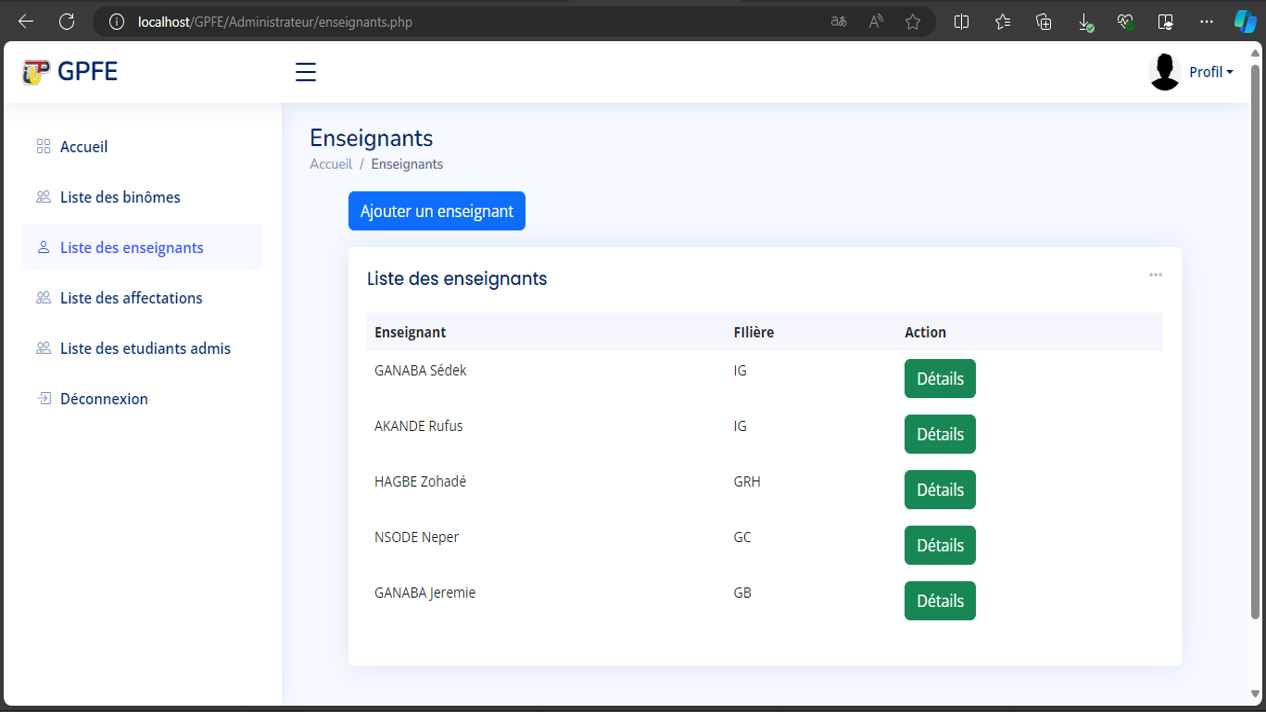 localhost/GPFE/Administrateur/enseignants.php
GPFE
Profil
Accueil
Liste des binômes
Liste des enseignants
Liste des affectations
Liste des etudiants admis
Déconnexion
Enseignants
Accueil / Enseignants
Ajouter un enseignant
Liste des enseignants
Enseignant FIlière Action
GANABA Sédek IG Détails
AKANDE Rufus IG Détails
HAGBE Zohadé GRH Détails
NSODE Neper GC Détails
GANABA Jeremie GB Détails